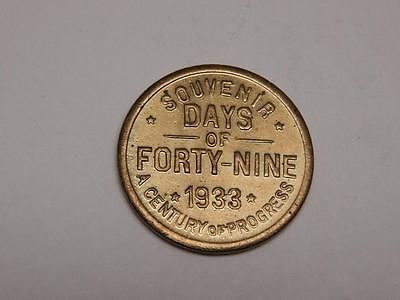 SOUVENIR
DAYS
OF
FORTY-NINE
1933
A CENTURY OF PROGRESS